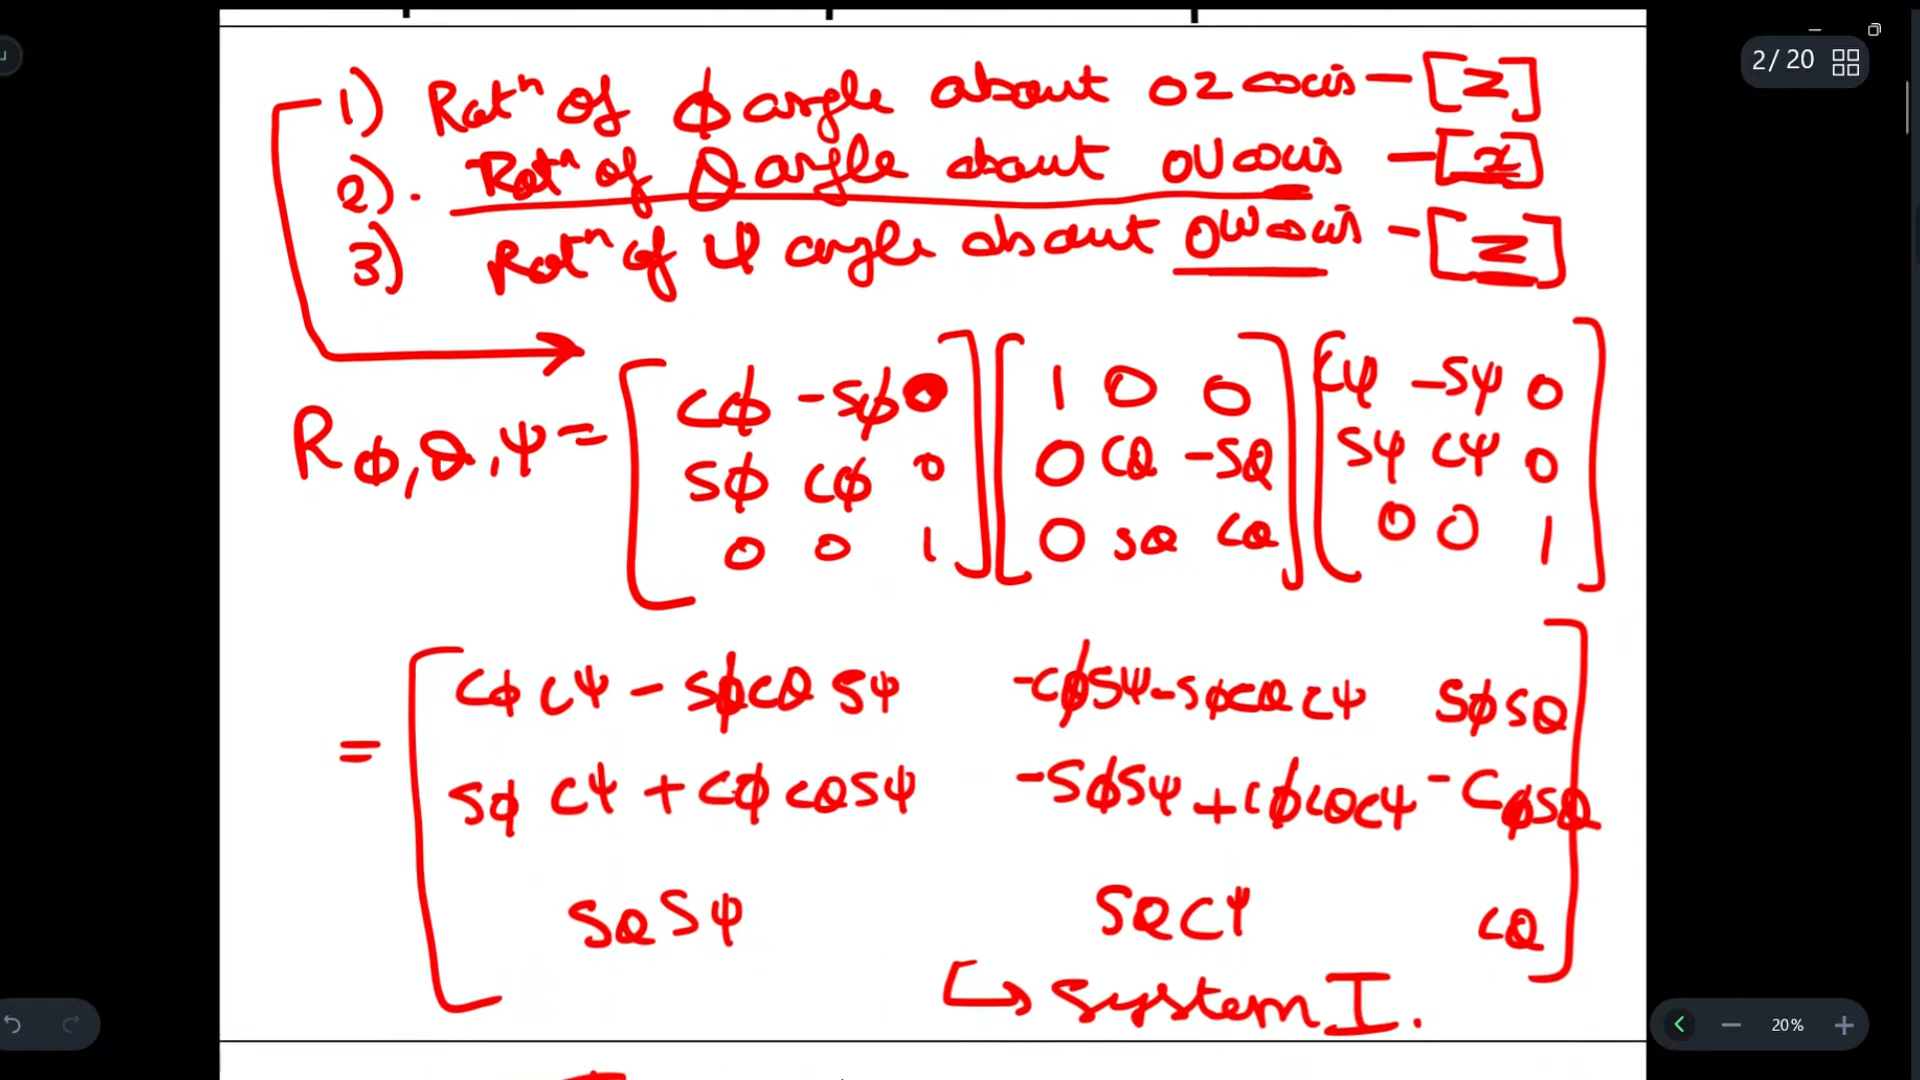 2/20
1) Rotⁿ of ϕ angle about OZ axis - [Z]
2). Rotⁿ of θ angle about OU axis - [x]
3) Rotⁿ of ψ angle about OW axis - [Z]
R ϕ,θ,ψ = [Cϕ -Sϕ 0] [1 0 0] [Cψ -Sψ 0]
Sϕ Cϕ 0 0 Cθ -Sθ Sψ Cψ 0
0 0 1 0 Sθ Cθ 0 0 1
= [CϕCψ - SϕCθSψ -CϕSψ-SϕCθCψ SϕSθ
SϕCψ + CϕCθSψ -SϕSψ+CϕCθCψ -CϕSθ
SθSψ SθCψ Cθ]
↪ System I.
20%